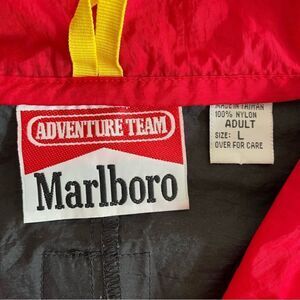 ADVENTURE TEAM
Marlboro
MADE IN TAIWAN
100% NYLON
ADULT
SIZE: L
OVER FOR CARE